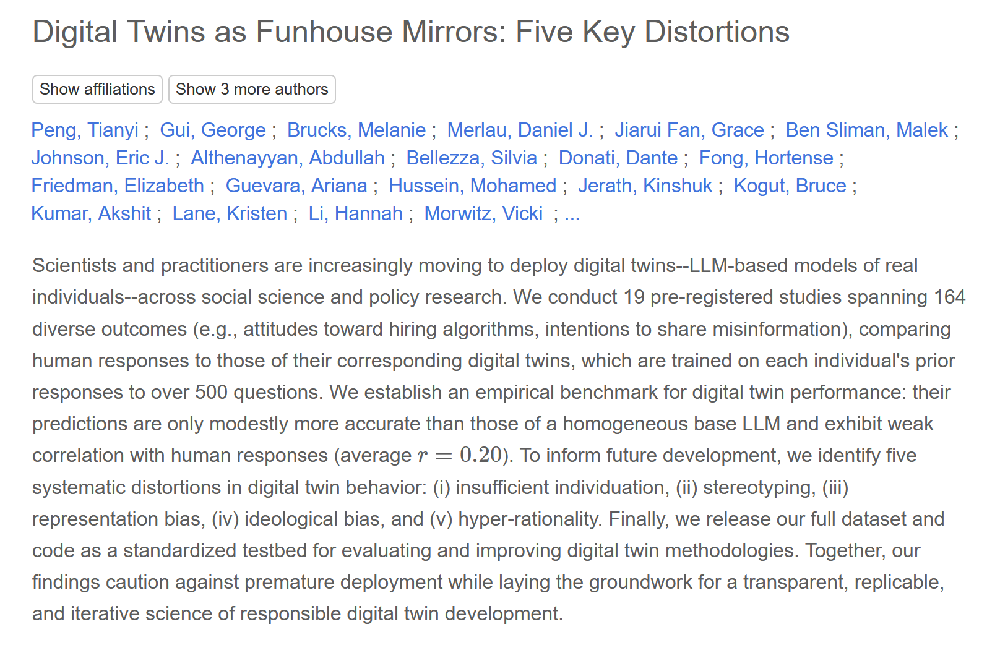 Digital Twins as Funhouse Mirrors: Five Key Distortions
Show affiliations Show 3 more authors
Peng, Tianyi ; Gui, George ; Brucks, Melanie ; Merlau, Daniel J. ; Jiarui Fan, Grace ; Ben Sliman, Malek ;
Johnson, Eric J. ; Althenayyan, Abdullah ; Bellezza, Silvia ; Donati, Dante ; Fong, Hortense ;
Friedman, Elizabeth ; Guevara, Ariana ; Hussein, Mohamed ; Jerath, Kinshuk ; Kogut, Bruce ;
Kumar, Akshit ; Lane, Kristen ; Li, Hannah ; Morwitz, Vicki ; ...
Scientists and practitioners are increasingly moving to deploy digital twins--LLM-based models of real
individuals--across social science and policy research. We conduct 19 pre-registered studies spanning 164
diverse outcomes (e.g., attitudes toward hiring algorithms, intentions to share misinformation), comparing
human responses to those of their corresponding digital twins, which are trained on each individual's prior
responses to over 500 questions. We establish an empirical benchmark for digital twin performance: their
predictions are only modestly more accurate than those of a homogeneous base LLM and exhibit weak
correlation with human responses (average r = 0.20). To inform future development, we identify five
systematic distortions in digital twin behavior: (i) insufficient individuation, (ii) stereotyping, (iii)
representation bias, (iv) ideological bias, and (v) hyper-rationality. Finally, we release our full dataset and
code as a standardized testbed for evaluating and improving digital twin methodologies. Together, our
findings caution against premature deployment while laying the groundwork for a transparent, replicable,
and iterative science of responsible digital twin development.